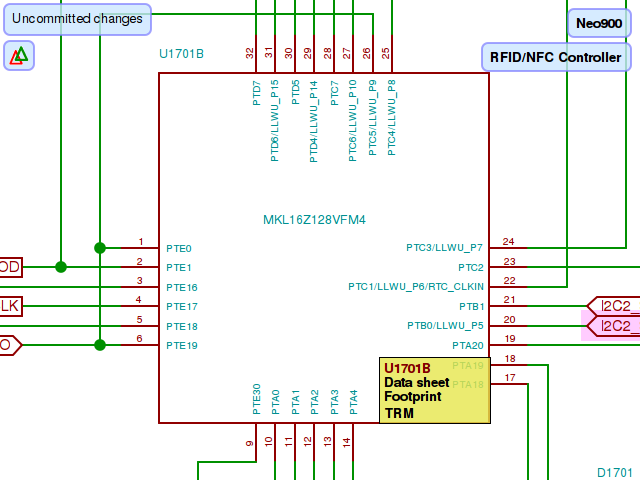 Uncommitted changes
Neo900
RFID/NFC Controller
U1701B
32
31
30
29
28
27
26
25
PTD7
PTD6/LLWU_P15
PTD5
PTD4/LLWU_P14
PTC7
PTC6/LLWU_P10
PTC5/LLWU_P9
PTC4/LLWU_P8
MKL16Z128VFM4
1 PTE0
OD 2 PTE1
3 PTE16
LK 4 PTE17
5 PTE18
O 6 PTE19
PTC3/LLWU_P7 24
PTC2 23
PTC1/LLWU_P6/RTC_CLKIN 22
PTB1 21 I2C2_
PTB0/LLWU_P5 20 I2C2_
PTA20 19
PTA19 18
PTA18 17
U1701B
Data sheet
Footprint
TRM
PTE30
PTA0
PTA1
PTA2
PTA3
PTA4
9
10
11
12
13
14
D1701